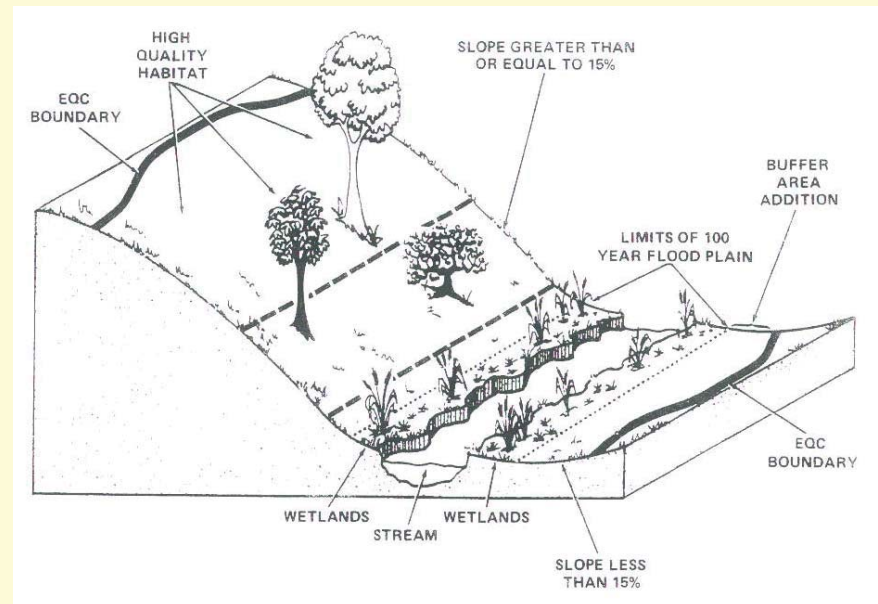 HIGH
QUALITY
HABITAT
SLOPE GREATER THAN
OR EQUAL TO 15%
EQC
BOUNDARY
BUFFER
AREA
ADDITION
LIMITS OF 100
YEAR FLOOD PLAIN
EQC
BOUNDARY
WETLANDS
STREAM
WETLANDS
SLOPE LESS
THAN 15%